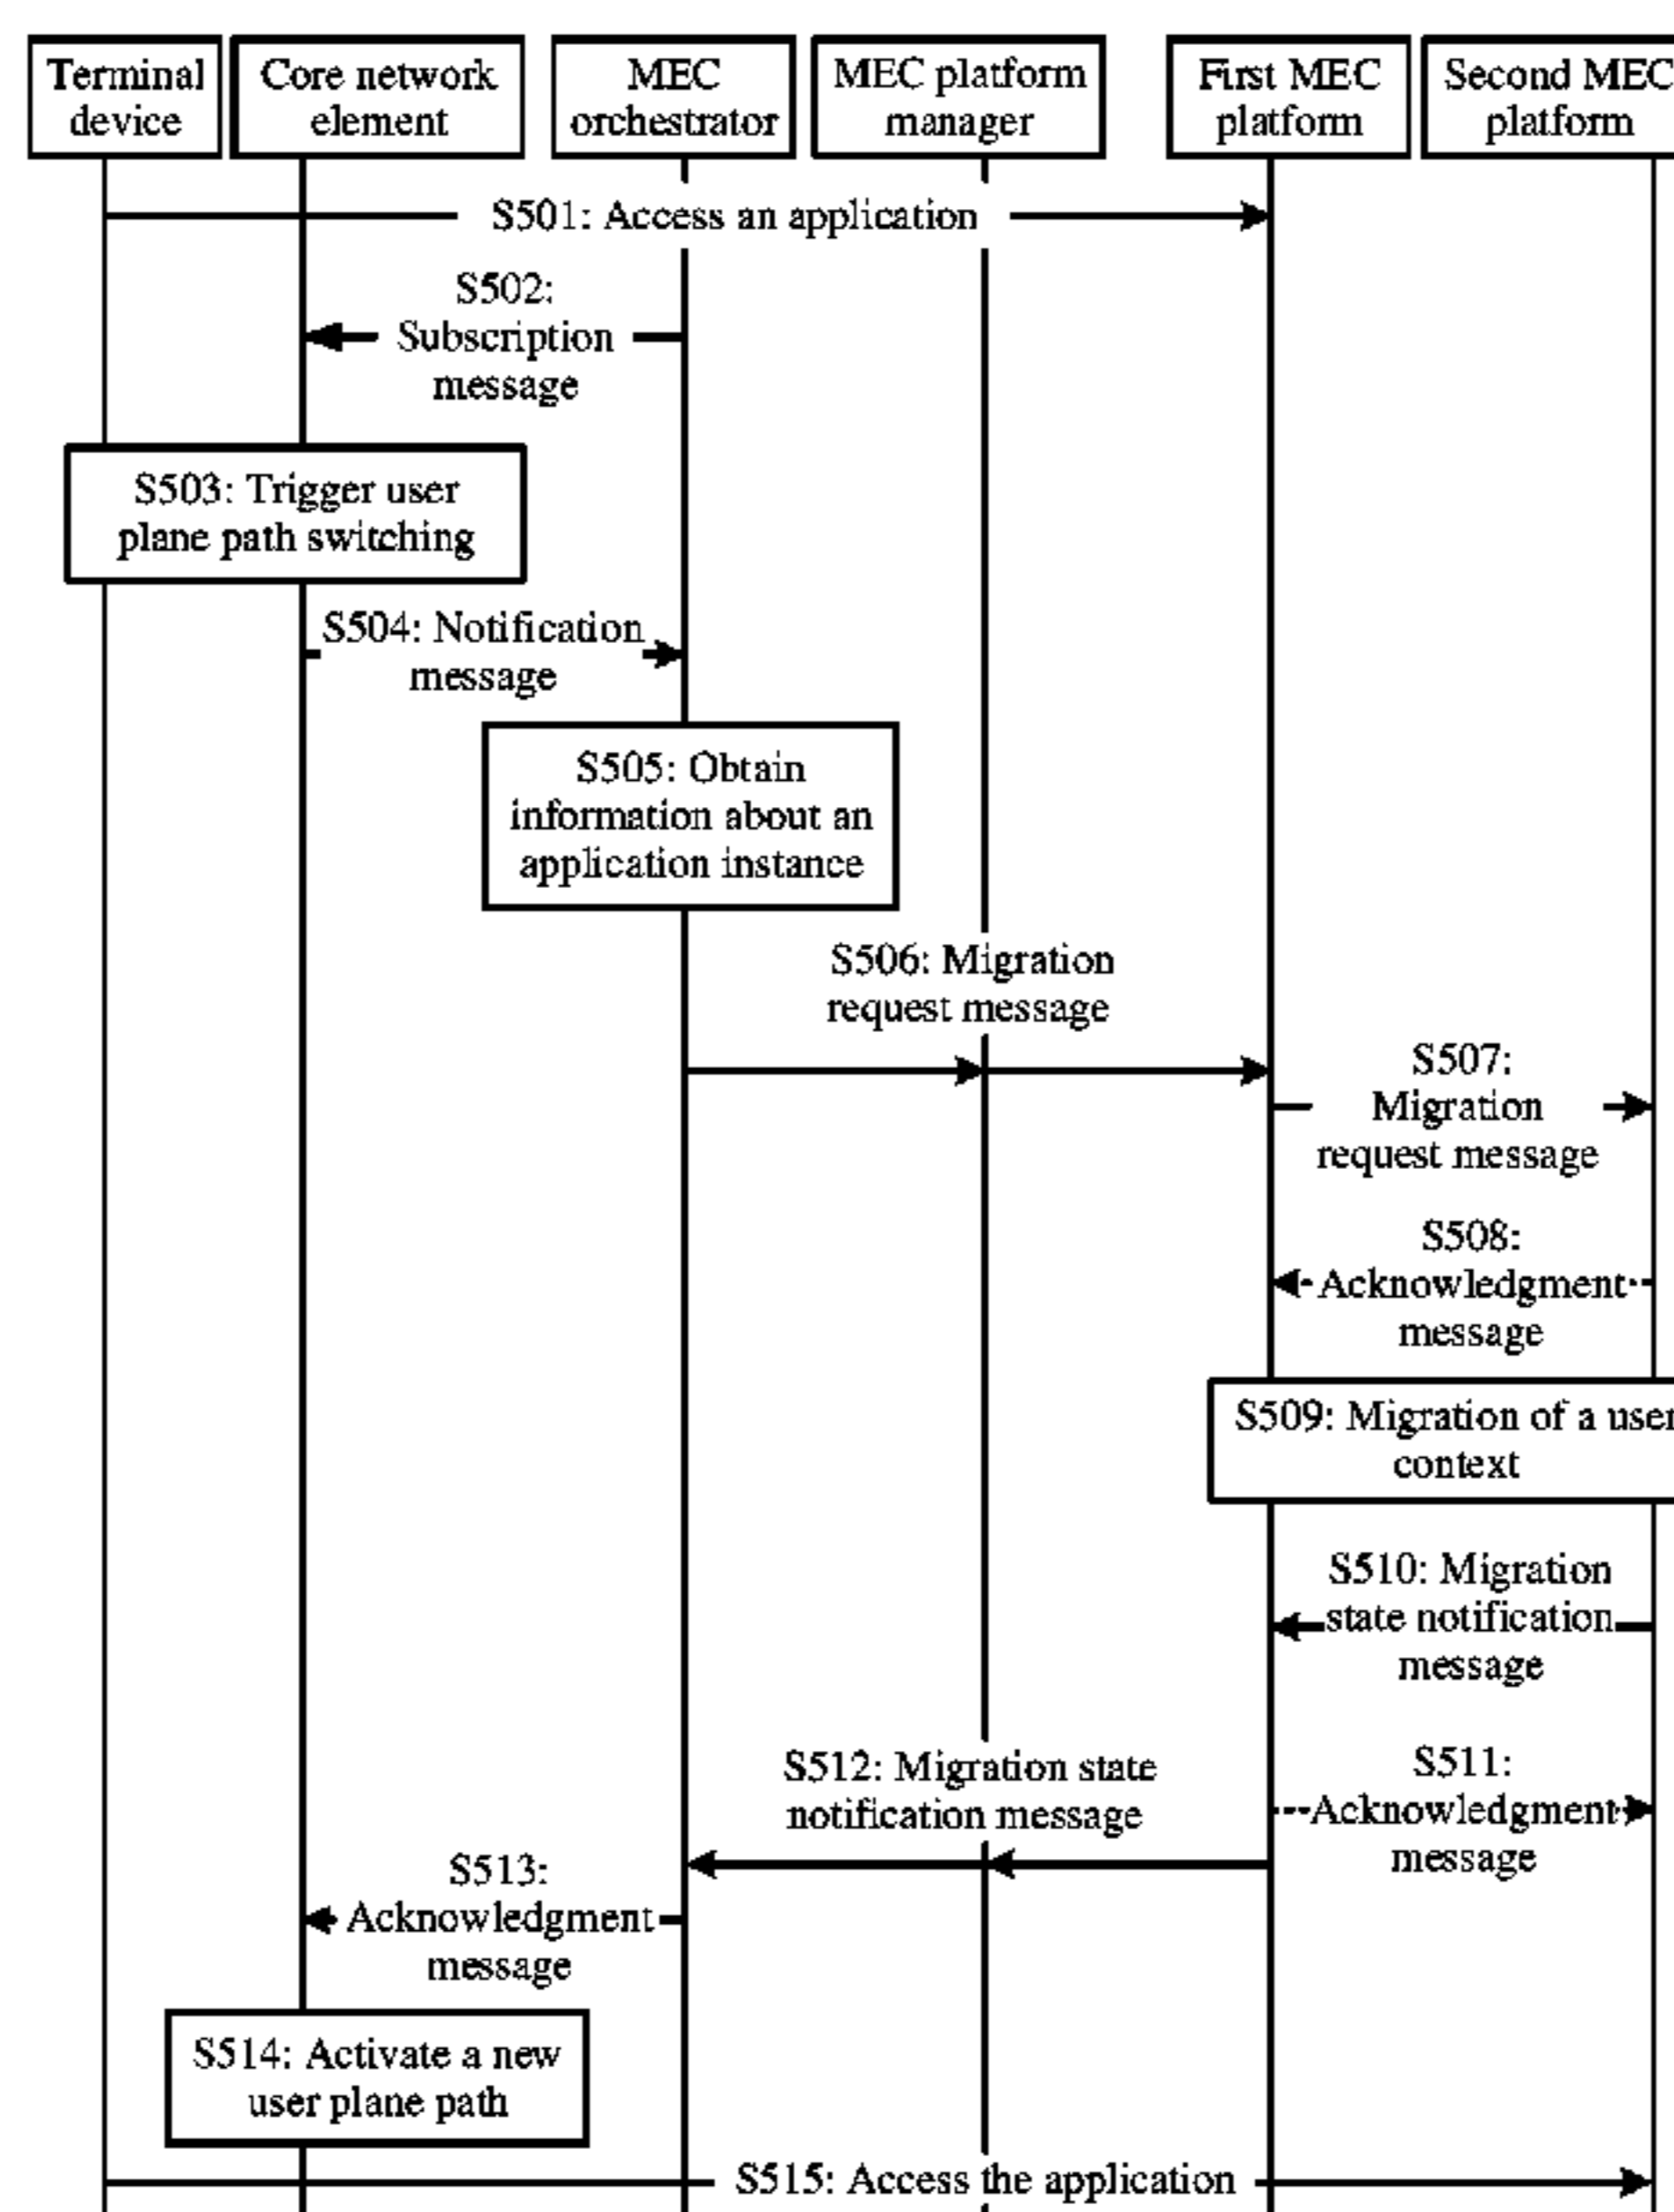 Terminal
device
Core network
element
MEC
orchestrator
MEC platform
manager
First MEC
platform
Second MEC
platform
S501: Access an application
S502:
Subscription
message
S503: Trigger user
plane path switching
S504: Notification
message
S505: Obtain
information about an
application instance
S506: Migration
request message
S507:
Migration
request message
S508:
Acknowledgment
message
S509: Migration of a user
context
S510: Migration
state notification
message
S511:
Acknowledgment
message
S512: Migration state
notification message
S513:
Acknowledgment
message
S514: Activate a new
user plane path
S515: Access the application